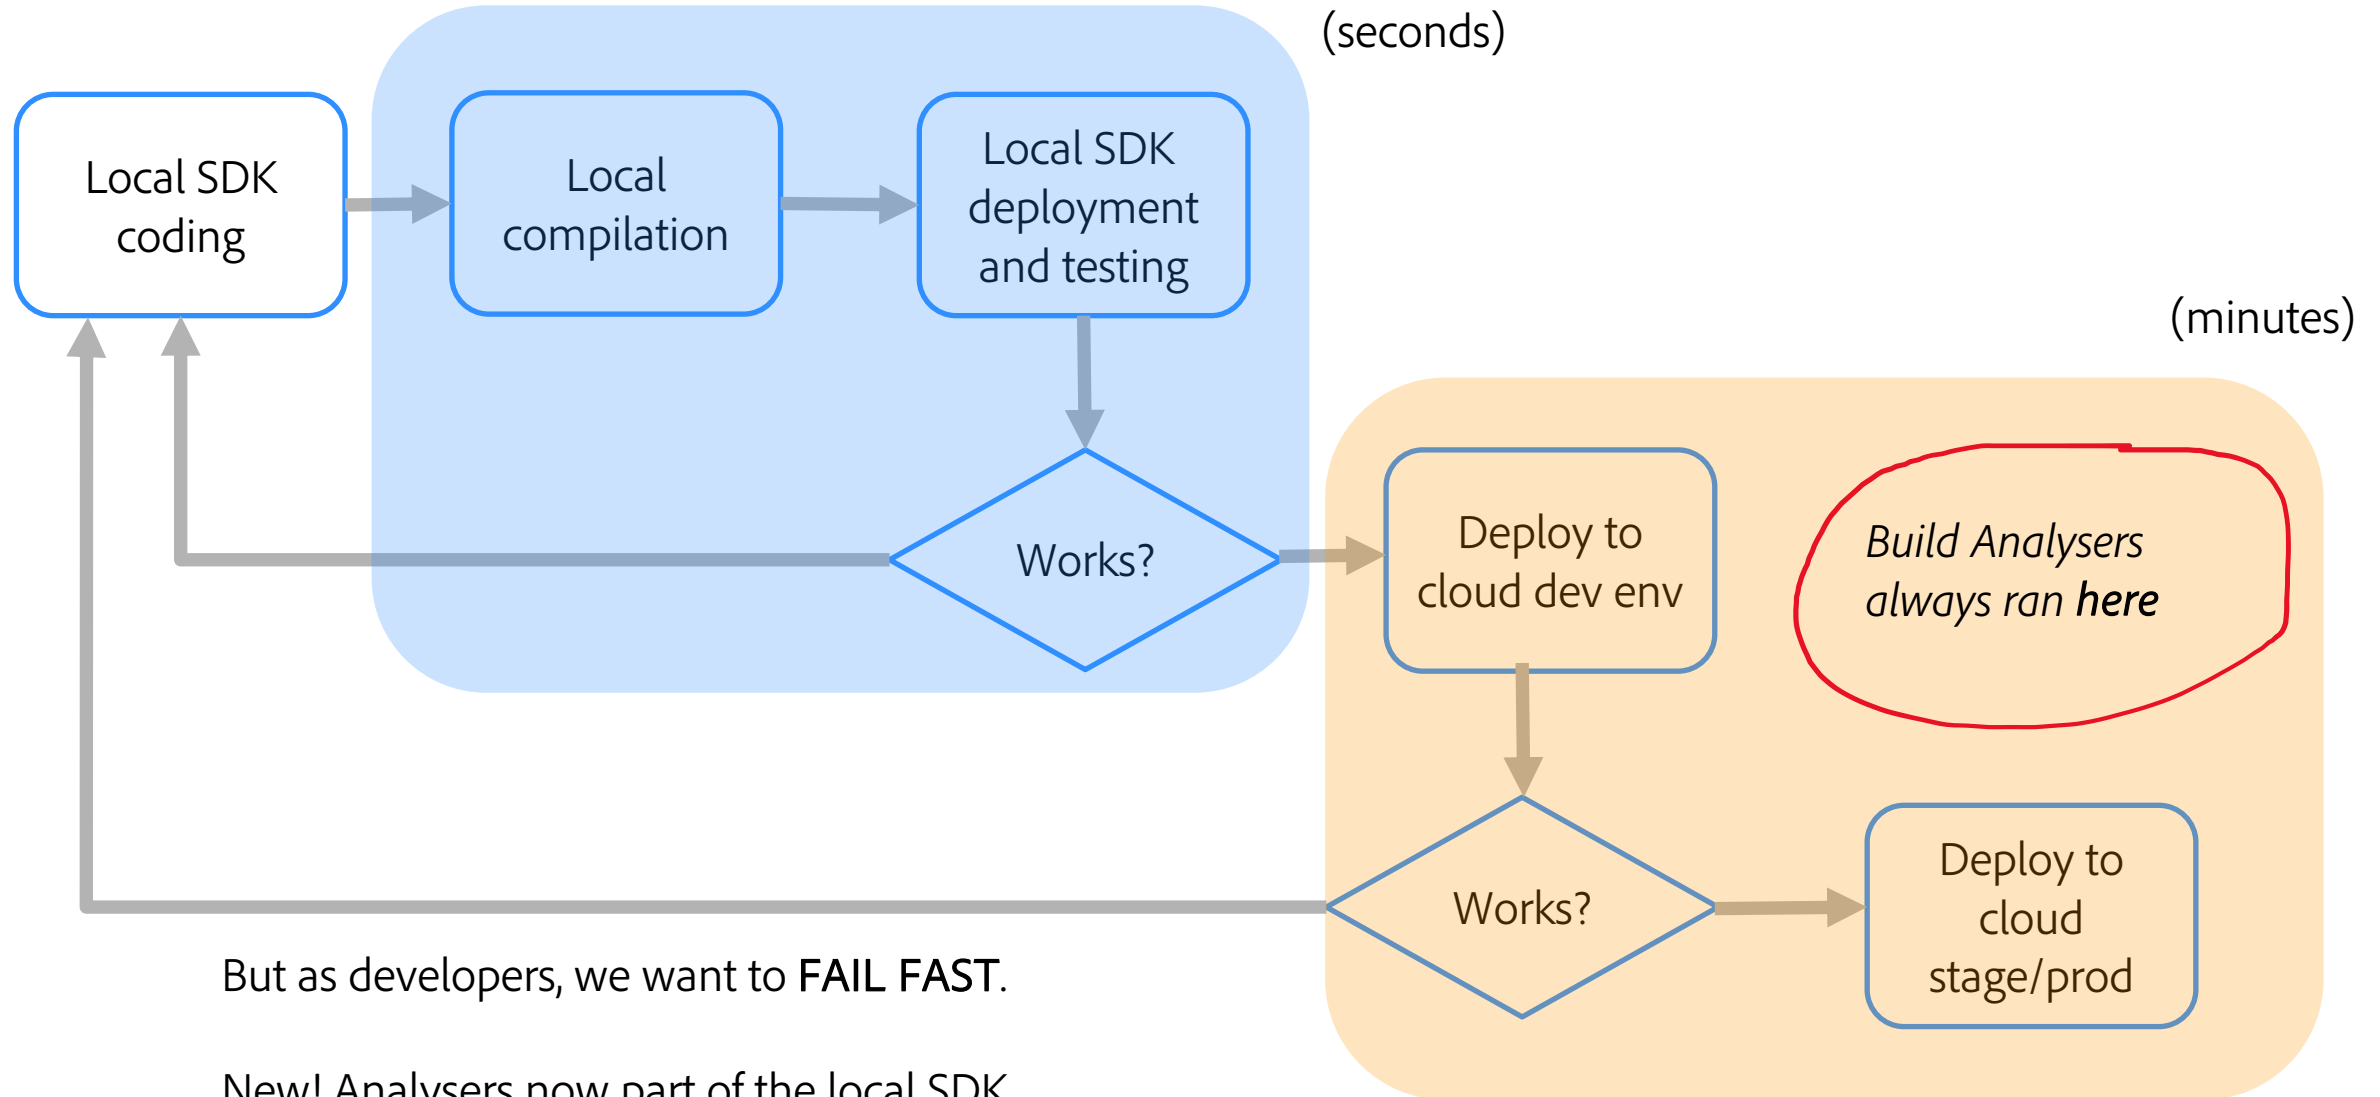 (seconds)
Local SDK
coding
Local
compilation
Local SDK
deployment
and testing
(minutes)
Works?
Deploy to
cloud dev env
Build Analysers
always ran here
Works?
Deploy to
cloud
stage/prod
But as developers, we want to FAIL FAST.
New! Analysers now part of the local SDK